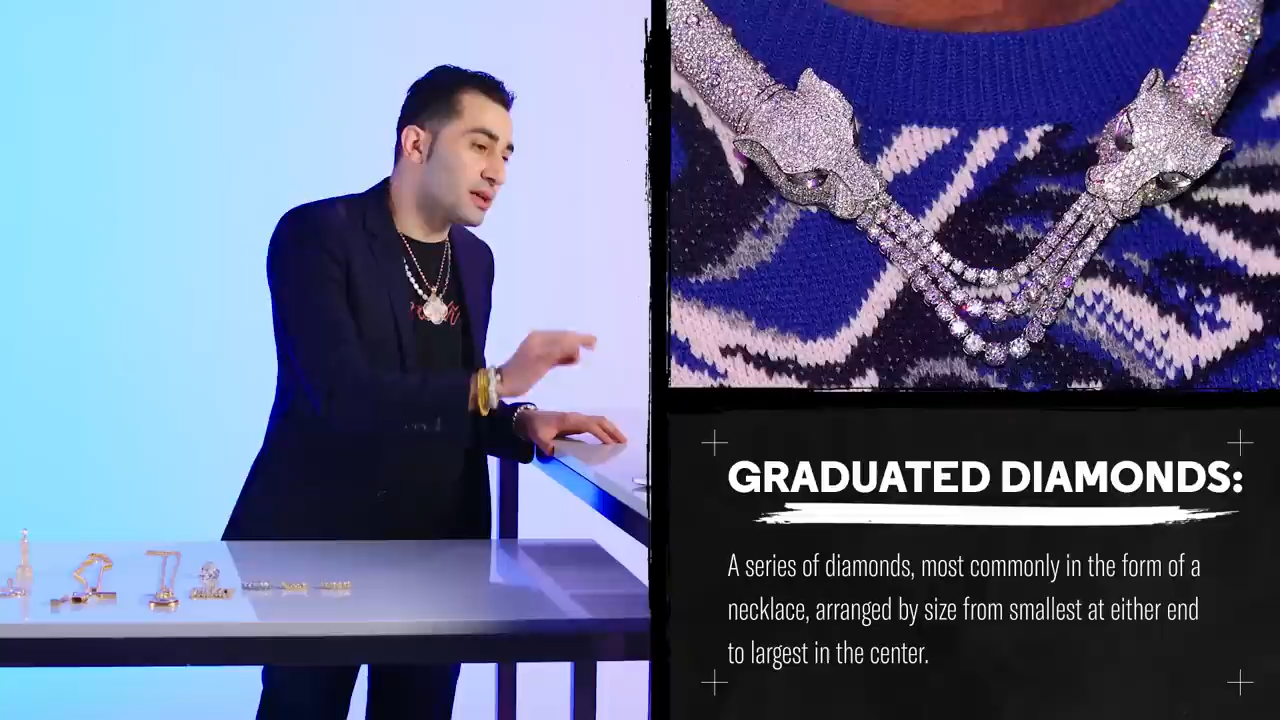 GRADUATED DIAMONDS:
A series of diamonds, most commonly in the form of a
necklace, arranged by size from smallest at either end
to largest in the center.